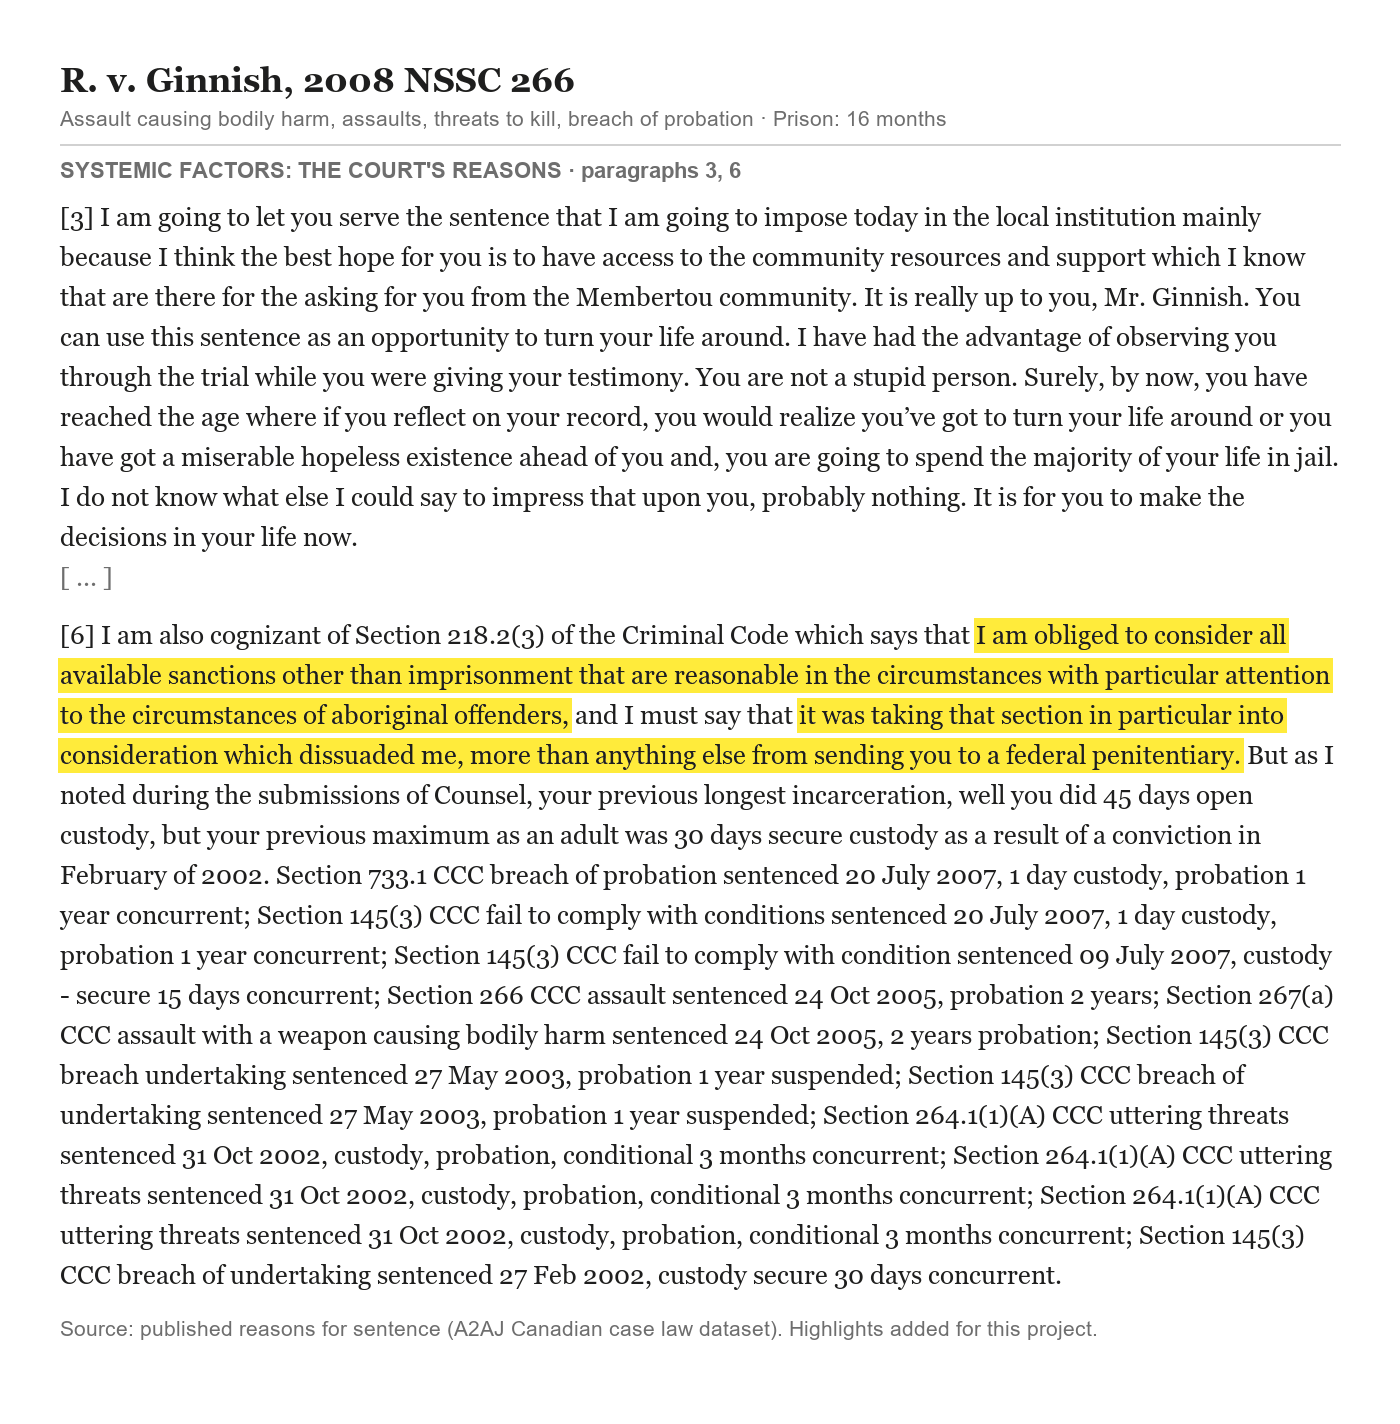 R. v. Ginnish, 2008 NSSC 266
Assault causing bodily harm, assaults, threats to kill, breach of probation · Prison: 16 months
SYSTEMIC FACTORS: THE COURT'S REASONS · paragraphs 3, 6
[3] I am going to let you serve the sentence that I am going to impose today in the local institution mainly
because I think the best hope for you is to have access to the community resources and support which I know
that are there for the asking for you from the Membertou community. It is really up to you, Mr. Ginnish. You
can use this sentence as an opportunity to turn your life around. I have had the advantage of observing you
through the trial while you were giving your testimony. You are not a stupid person. Surely, by now, you have
reached the age where if you reflect on your record, you would realize you’ve got to turn your life around or you
have got a miserable hopeless existence ahead of you and, you are going to spend the majority of your life in jail.
I do not know what else I could say to impress that upon you, probably nothing. It is for you to make the
decisions in your life now.
[ ... ]
[6] I am also cognizant of Section 218.2(3) of the Criminal Code which says that I am obliged to consider all
available sanctions other than imprisonment that are reasonable in the circumstances with particular attention
to the circumstances of aboriginal offenders, and I must say that it was taking that section in particular into
consideration which dissuaded me, more than anything else from sending you to a federal penitentiary. But as I
noted during the submissions of Counsel, your previous longest incarceration, well you did 45 days open
custody, but your previous maximum as an adult was 30 days secure custody as a result of a conviction in
February of 2002. Section 733.1 CCC breach of probation sentenced 20 July 2007, 1 day custody, probation 1
year concurrent; Section 145(3) CCC fail to comply with conditions sentenced 20 July 2007, 1 day custody,
probation 1 year concurrent; Section 145(3) CCC fail to comply with condition sentenced 09 July 2007, custody
- secure 15 days concurrent; Section 266 CCC assault sentenced 24 Oct 2005, probation 2 years; Section 267(a)
CCC assault with a weapon causing bodily harm sentenced 24 Oct 2005, 2 years probation; Section 145(3) CCC
breach undertaking sentenced 27 May 2003, probation 1 year suspended; Section 145(3) CCC breach of
undertaking sentenced 27 May 2003, probation 1 year suspended; Section 264.1(1)(A) CCC uttering threats
sentenced 31 Oct 2002, custody, probation, conditional 3 months concurrent; Section 264.1(1)(A) CCC uttering
threats sentenced 31 Oct 2002, custody, probation, conditional 3 months concurrent; Section 264.1(1)(A) CCC
uttering threats sentenced 31 Oct 2002, custody, probation, conditional 3 months concurrent; Section 145(3)
CCC breach of undertaking sentenced 27 Feb 2002, custody secure 30 days concurrent.
Source: published reasons for sentence (A2AJ Canadian case law dataset). Highlights added for this project.